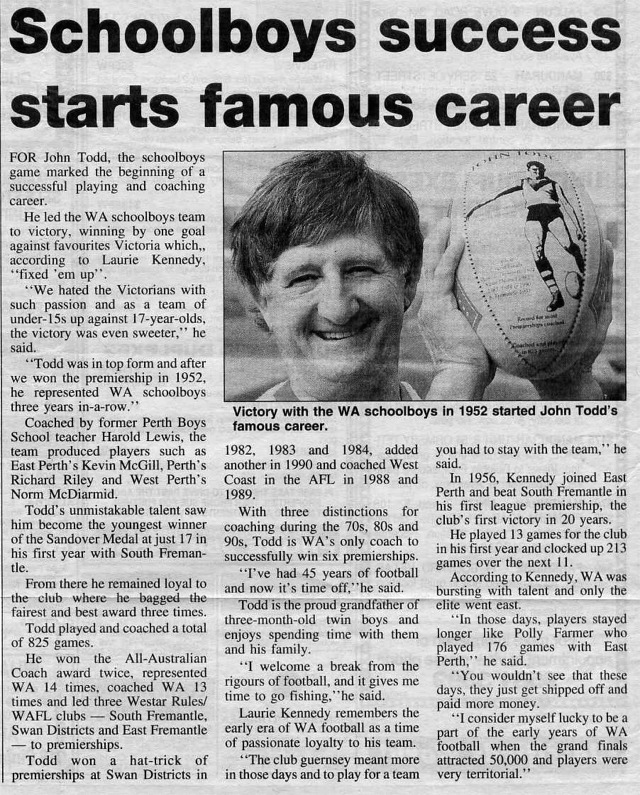 Schoolboys success
starts famous career
FOR John Todd, the schoolboys
game marked the beginning of a
successful playing and coaching
career.
He led the WA schoolboys team
to victory, winning by one goal
against favourites Victoria which,,
according to Laurie Kennedy,
“fixed 'em up”.
“We hated the Victorians with
such passion and as a team of
under-15s up against 17-year-olds,
the victory was even sweeter,” he
said.
“Todd was in top form and after
we won the premiership in 1952,
he represented WA schoolboys
three years in-a-row.”
Coached by former Perth Boys
School teacher Harold Lewis, the
team produced players such as
East Perth's Kevin McGill, Perth's
Richard Riley and West Perth's
Norm McDiarmid.
Todd's unmistakable talent saw
him become the youngest winner
of the Sandover Medal at just 17 in
his first year with South Freman-
tle.
From there he remained loyal to
the club where he bagged the
fairest and best award three times.
Todd played and coached a total
of 825 games.
He won the All-Australian
Coach award twice, represented
WA 14 times, coached WA 13
times and led three Westar Rules/
WAFL clubs — South Fremantle,
Swan Districts and East Fremantle
— to premierships.
Todd won a hat-trick of
premierships at Swan Districts in
JOHN TODD
Victory with the WA schoolboys in 1952 started John Todd's
famous career.
1982, 1983 and 1984, added
another in 1990 and coached West
Coast in the AFL in 1988 and
1989.
With three distinctions for
coaching during the 70s, 80s and
90s, Todd is WA's only coach to
successfully win six premierships.
“I've had 45 years of football
and now it's time off,”he said.
Todd is the proud grandfather of
three-month-old twin boys and
enjoys spending time with them
and his family.
“I welcome a break from the
rigours of football, and it gives me
time to go fishing,”he said.
Laurie Kennedy remembers the
early era of WA football as a time
of passionate loyalty to his team.
“The club guernsey meant more
in those days and to play for a team
you had to stay with the team,” he
said.
In 1956, Kennedy joined East
Perth and beat South Fremantle in
his first league premiership, the
club's first victory in 20 years.
He played 13 games for the club
in his first year and clocked up 213
games over the next 11.
According to Kennedy, WA was
bursting with talent and only the
elite went east.
“In those days, players stayed
longer like Polly Farmer who
played 176 games with East
Perth,” he said.
“You wouldn't see that these
days, they just get shipped off and
paid more money.
“I consider myself lucky to be a
part of the early years of WA
football when the grand finals
attracted 50,000 and players were
very territorial.”